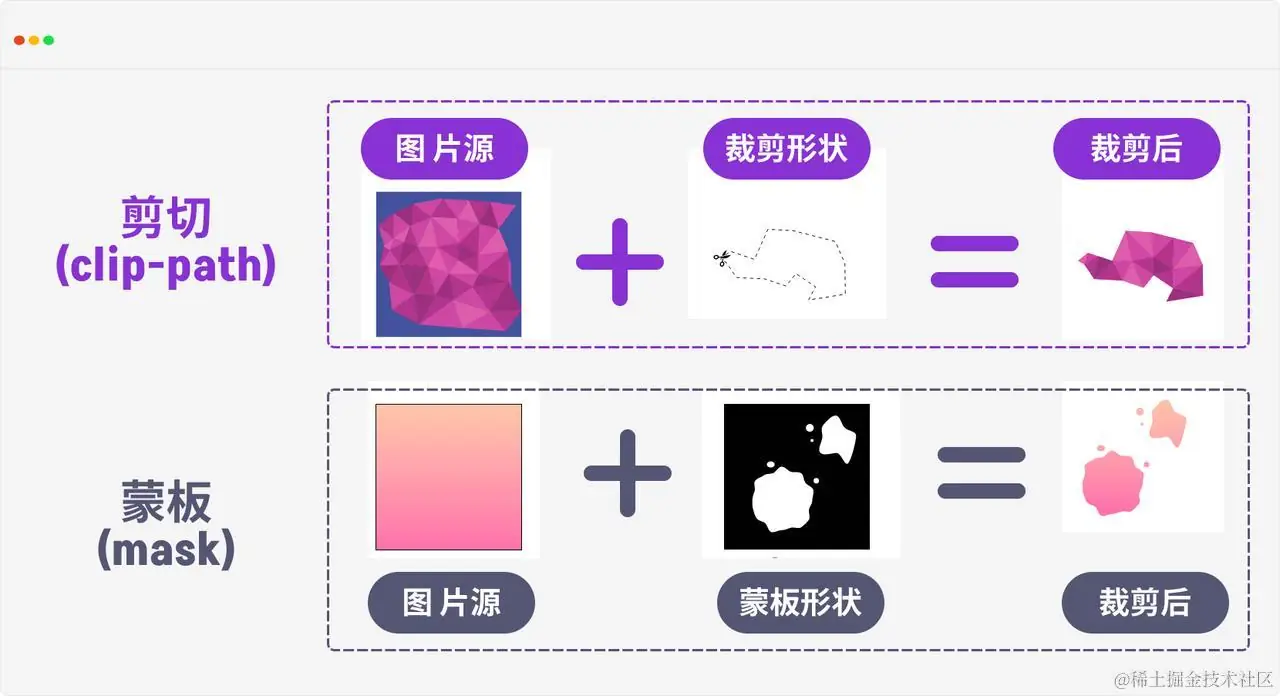 图片源
裁剪形状
裁剪后
剪切
(clip-path)
蒙板
(mask)
图片源
蒙板形状
裁剪后
@稀土掘金技术社区